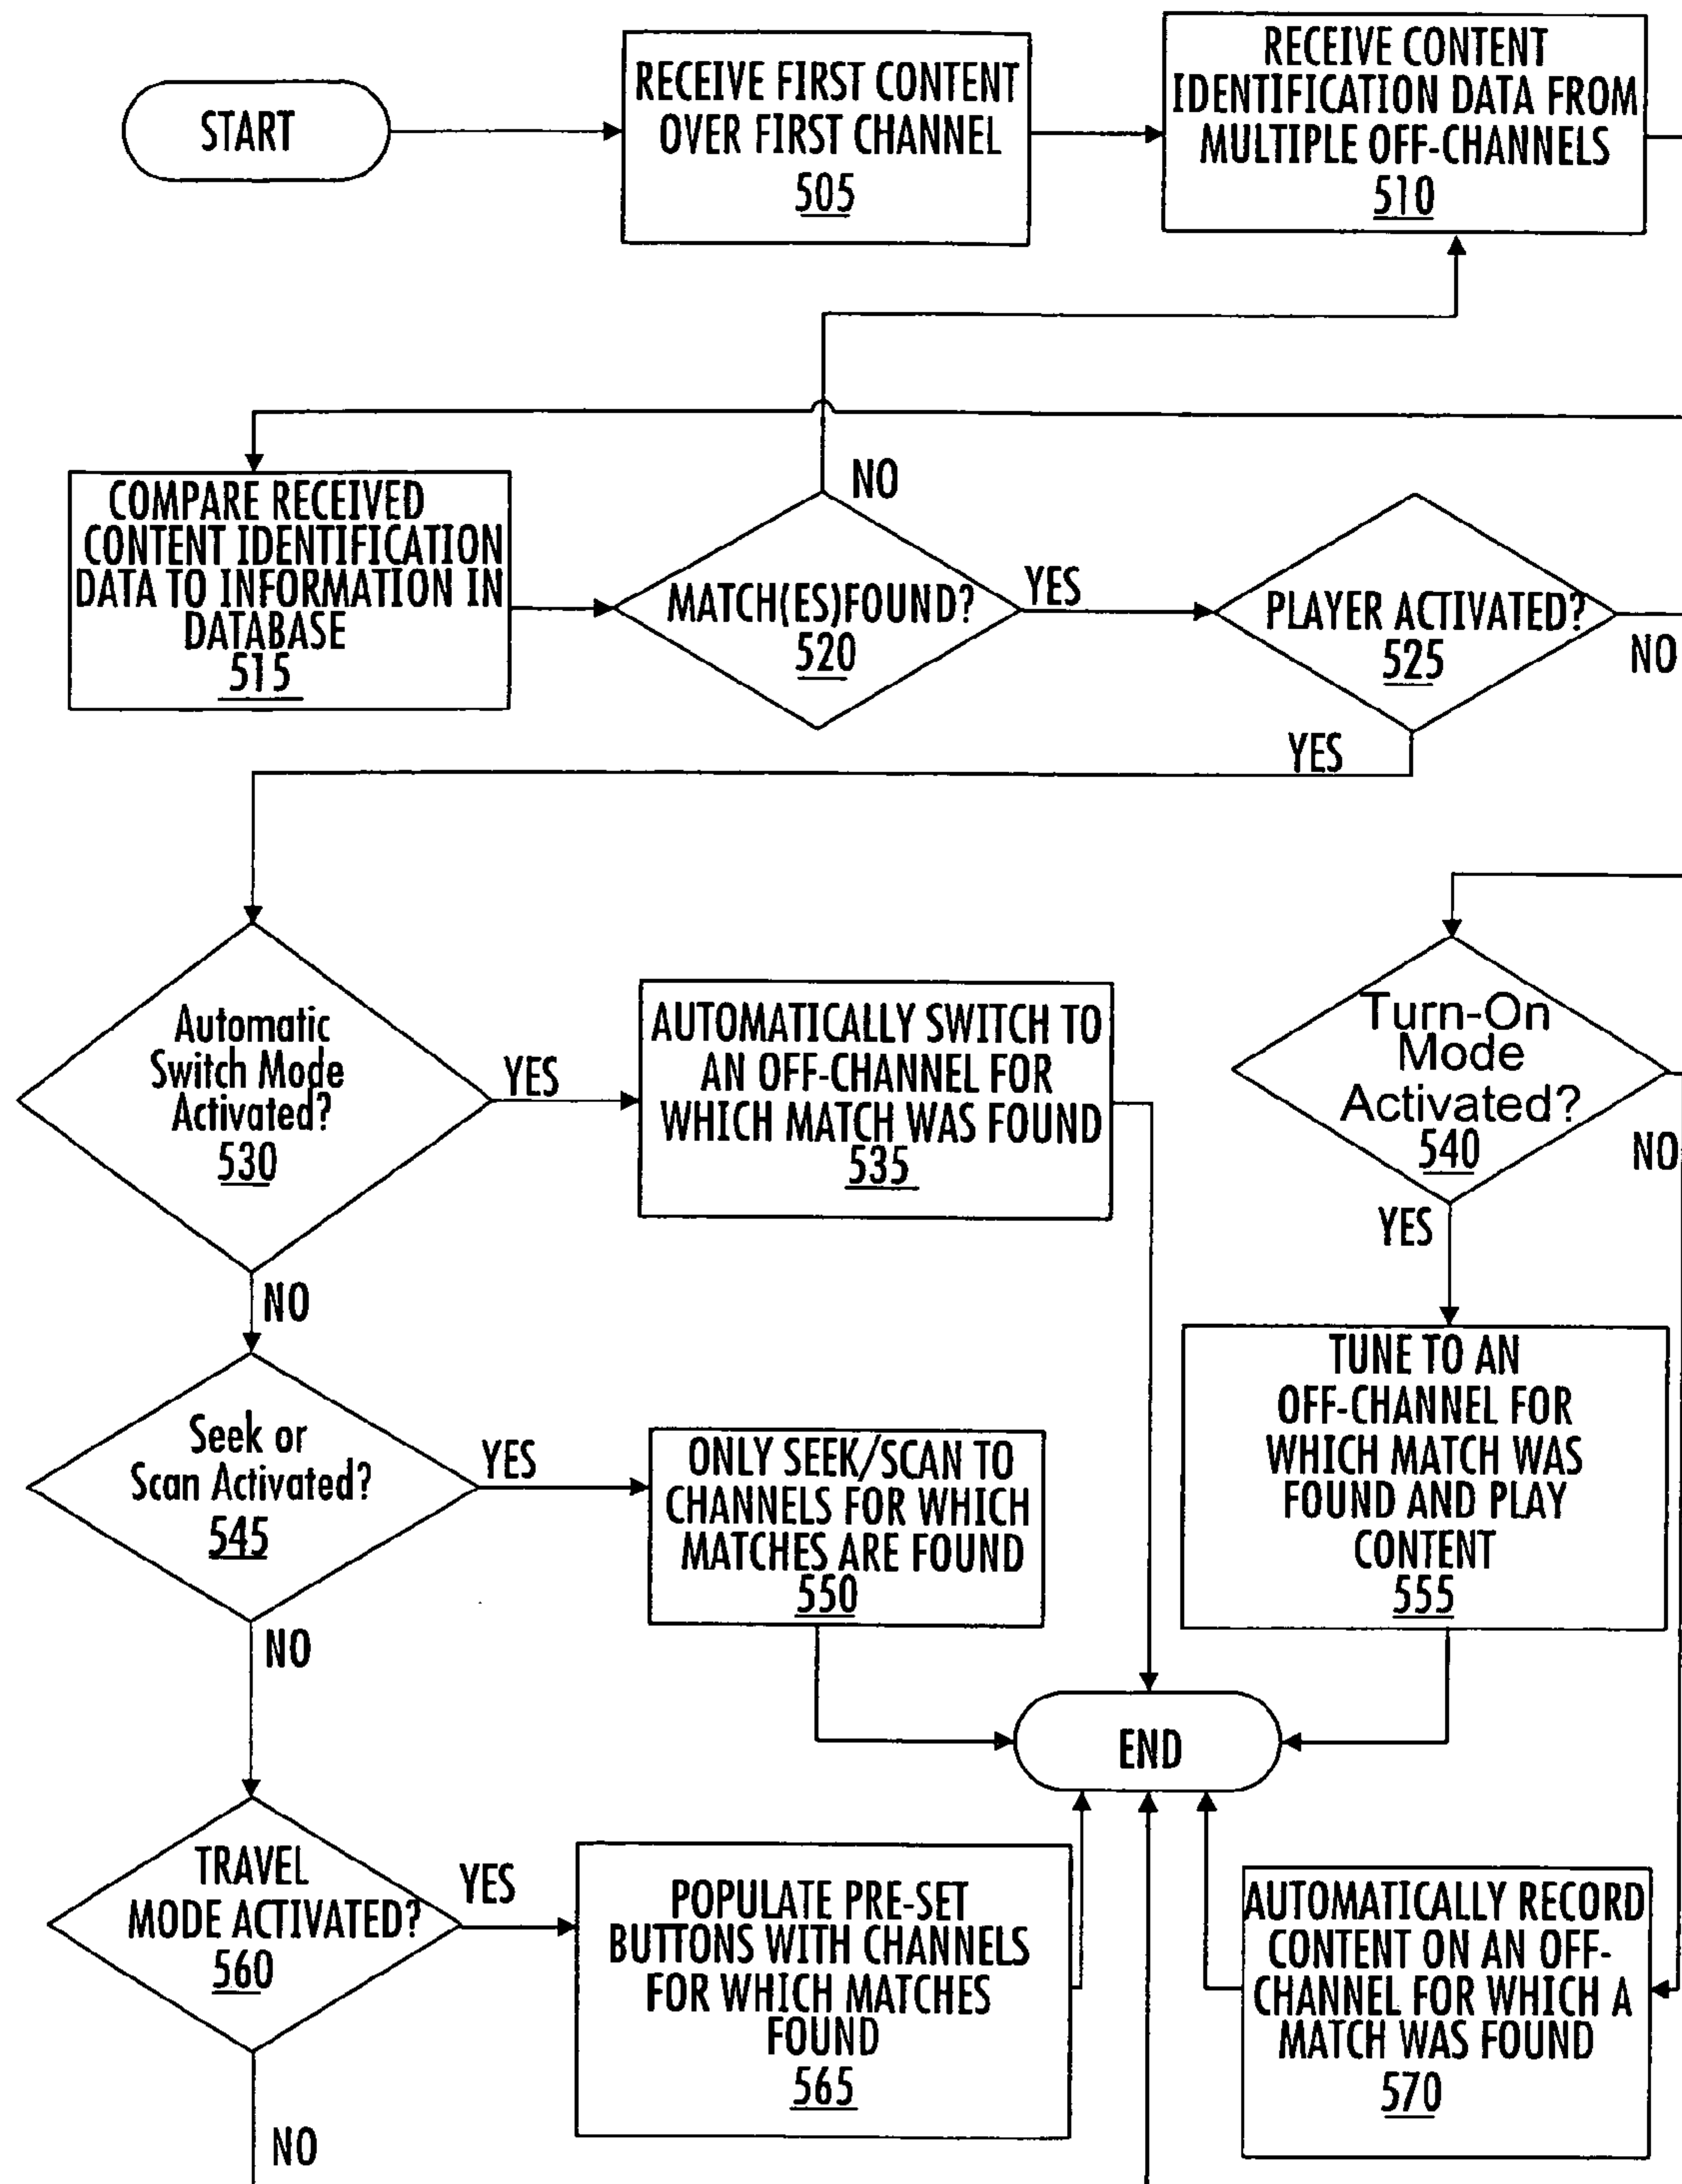 START
RECEIVE FIRST CONTENT
OVER FIRST CHANNEL
505
RECEIVE CONTENT
IDENTIFICATION DATA FROM
MULTIPLE OFF-CHANNELS
510
COMPARE RECEIVED
CONTENT IDENTIFICATION
DATA TO INFORMATION IN
DATABASE
515
NO
MATCH(ES)FOUND?
520
YES
PLAYER ACTIVATED?
525
NO
YES
Automatic
Switch Mode
Activated?
530
YES
AUTOMATICALLY SWITCH TO
AN OFF-CHANNEL FOR
WHICH MATCH WAS FOUND
535
Turn-On
Mode
Activated?
540
NO
YES
NO
Seek or
Scan Activated?
545
YES
ONLY SEEK/SCAN TO
CHANNELS FOR WHICH
MATCHES ARE FOUND
550
TUNE TO AN
OFF-CHANNEL FOR
WHICH MATCH WAS
FOUND AND PLAY
CONTENT
555
NO
END
TRAVEL
MODE ACTIVATED?
560
YES
POPULATE PRE-SET
BUTTONS WITH CHANNELS
FOR WHICH MATCHES
FOUND
565
AUTOMATICALLY RECORD
CONTENT ON AN OFF-
CHANNEL FOR WHICH A
MATCH WAS FOUND
570
NO